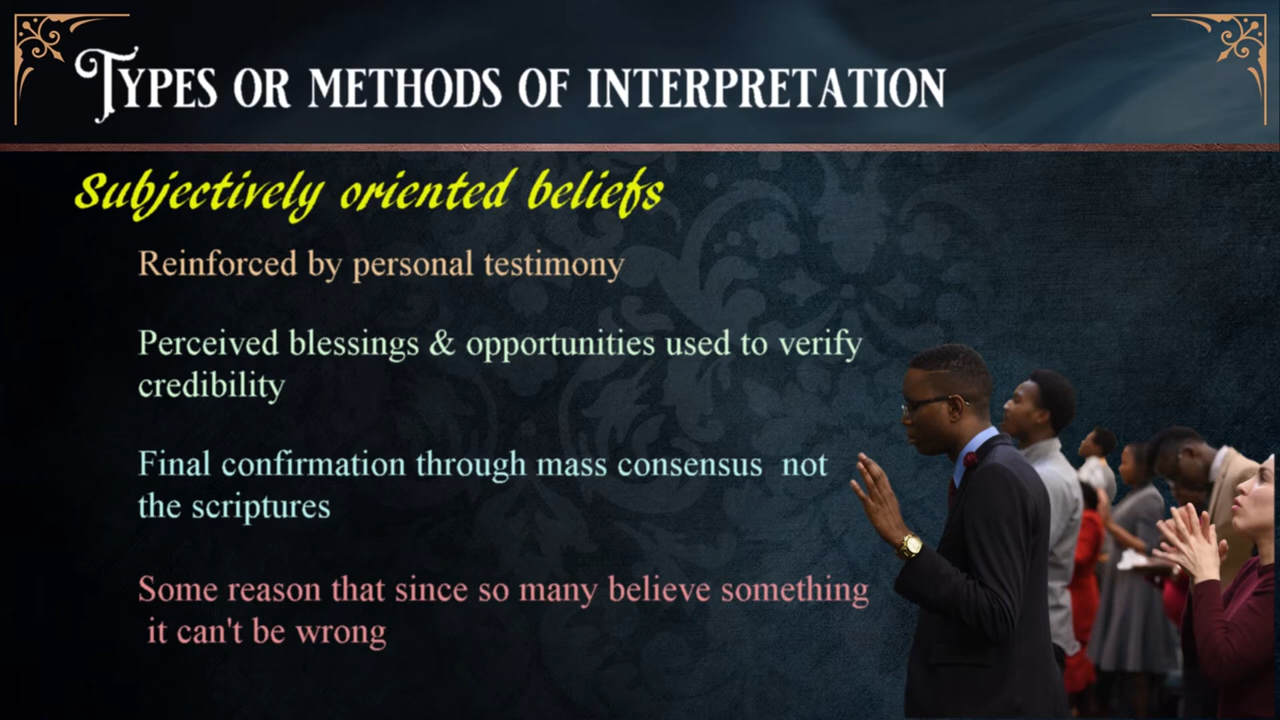 Types or methods of interpretation
Subjectively oriented beliefs
Reinforced by personal testimony
Perceived blessings & opportunities used to verify
credibility
Final confirmation through mass consensus  not
the scriptures
Some reason that since so many believe something
it can't be wrong